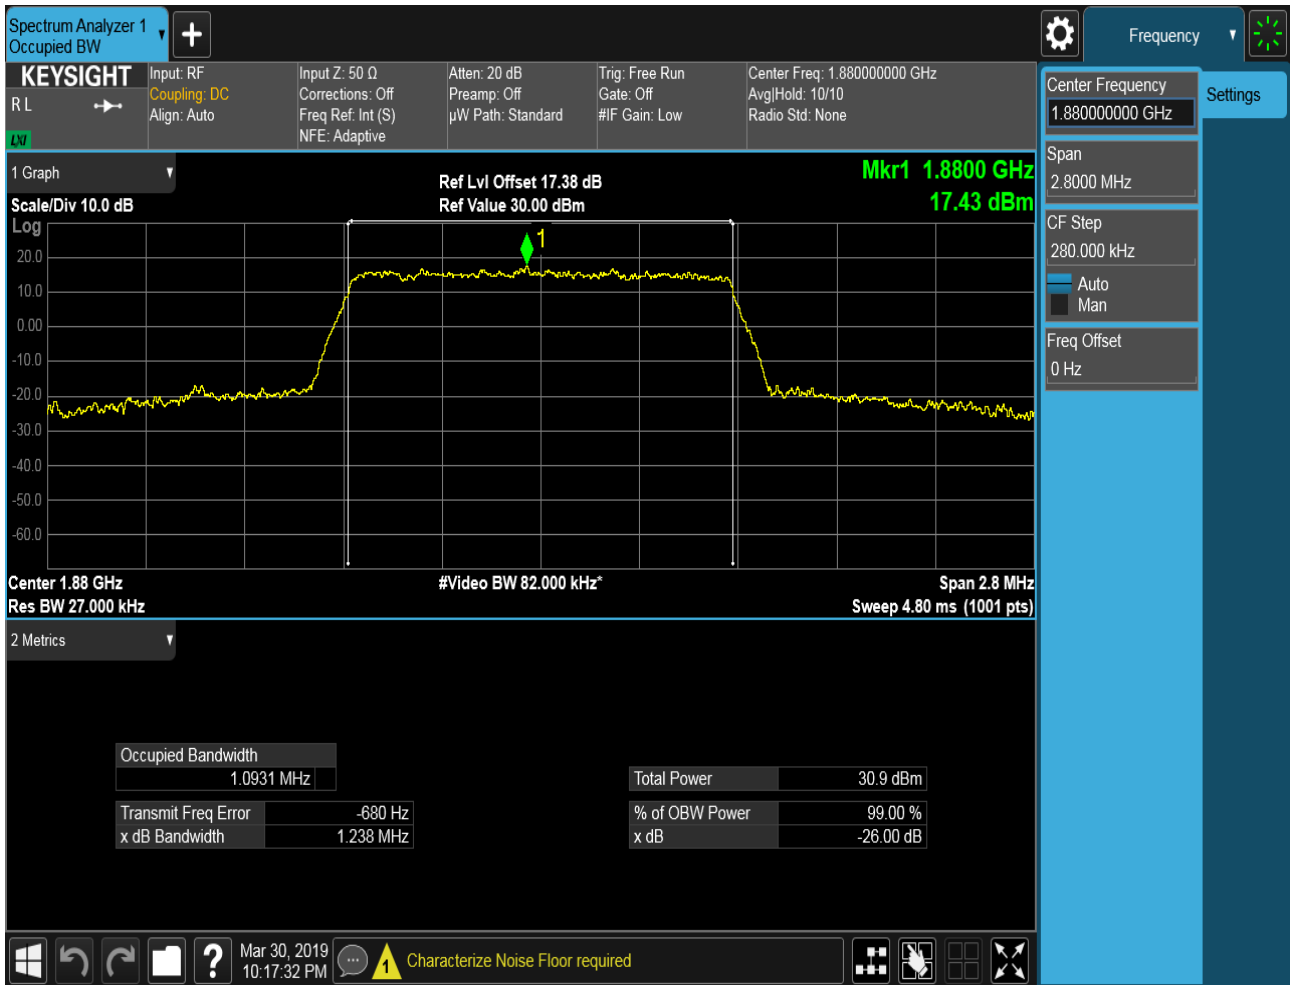 Spectrum Analyzer 1
Occupied BW
Frequency
KEYSIGHT
R L
LXI
Input: RF
Coupling: DC
Align: Auto
Input Z: 50 Ω
Corrections: Off
Freq Ref: Int (S)
NFE: Adaptive
Atten: 20 dB
Preamp: Off
µW Path: Standard
Trig: Free Run
Gate: Off
#IF Gain: Low
Center Freq: 1.880000000 GHz
Avg|Hold: 10/10
Radio Std: None
Center Frequency
1.880000000 GHz
Settings
Span
2.8000 MHz
CF Step
280.000 kHz
Auto
Man
Freq Offset
0 Hz
1 Graph
Scale/Div 10.0 dB
Log
Ref Lvl Offset 17.38 dB
Ref Value 30.00 dBm
Mkr1 1.8800 GHz
17.43 dBm
1
20.0
10.0
0.00
-10.0
-20.0
-30.0
-40.0
-50.0
-60.0
Center 1.88 GHz
#Video BW 82.000 kHz*
Span 2.8 MHz
Res BW 27.000 kHz
Sweep 4.80 ms (1001 pts)
2 Metrics
Occupied Bandwidth
1.0931 MHz
Total Power 30.9 dBm
Transmit Freq Error -680 Hz
% of OBW Power 99.00 %
x dB Bandwidth 1.238 MHz
x dB -26.00 dB
?
Mar 30, 2019
10:17:32 PM
1
Characterize Noise Floor required